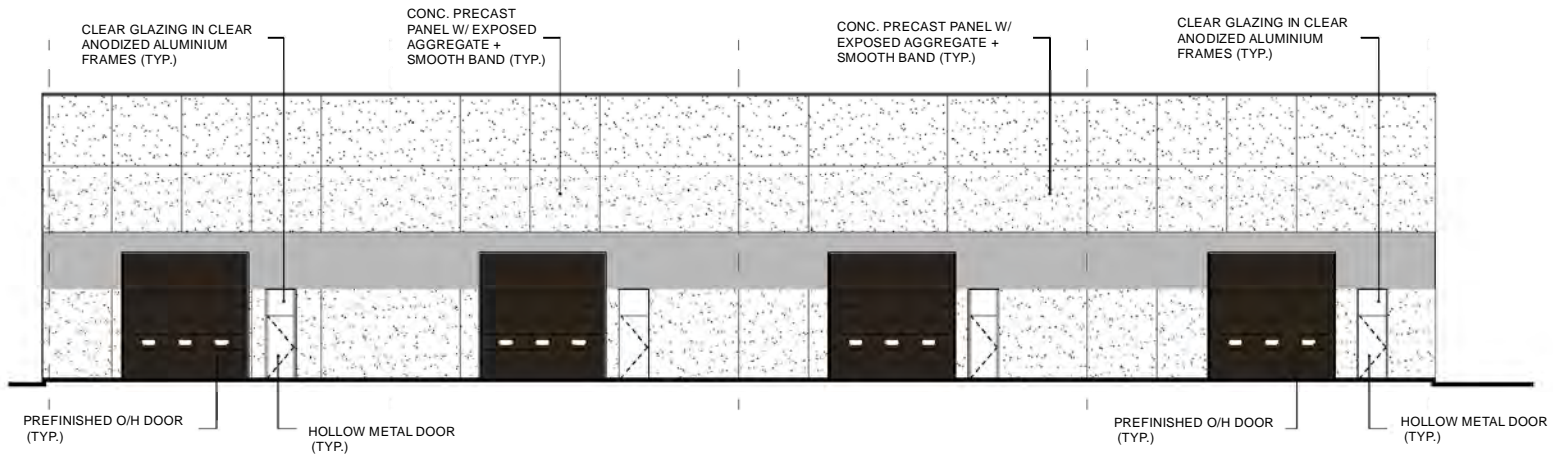 CLEAR GLAZING IN CLEAR
ANODIZED ALUMINIUM
FRAMES (TYP.)
CONC. PRECAST
PANEL W/ EXPOSED
AGGREGATE +
SMOOTH BAND (TYP.)
CONC. PRECAST PANEL W/
EXPOSED AGGREGATE +
SMOOTH BAND (TYP.)
CLEAR GLAZING IN CLEAR
ANODIZED ALUMINIUM
FRAMES (TYP.)
PREFINISHED O/H DOOR
(TYP.)
HOLLOW METAL DOOR
(TYP.)
PREFINISHED O/H DOOR
(TYP.)
HOLLOW METAL DOOR
(TYP.)